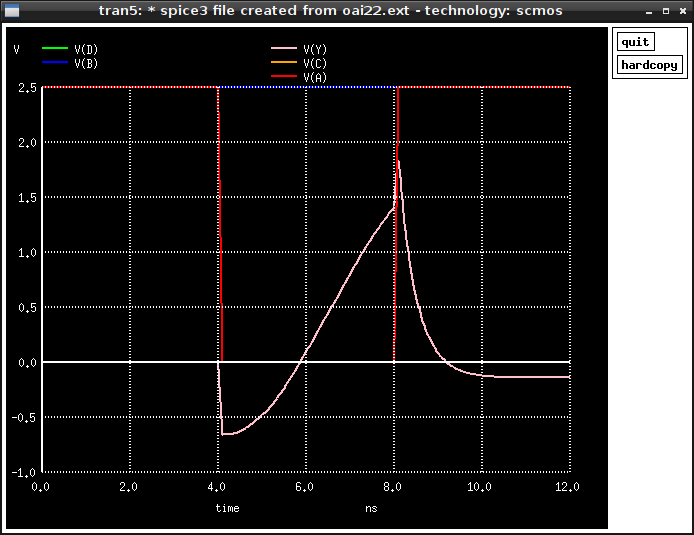 tran5: * spice3 file created from oai22.ext - technology: scmos
quit
hardcopy
V V(D) V(Y)
V(B) V(C)
V(A)
2.5
2.0
1.5
1.0
0.5
0.0
-0.5
-1.0
0.0 2.0 4.0 6.0 8.0 10.0 12.0
time ns